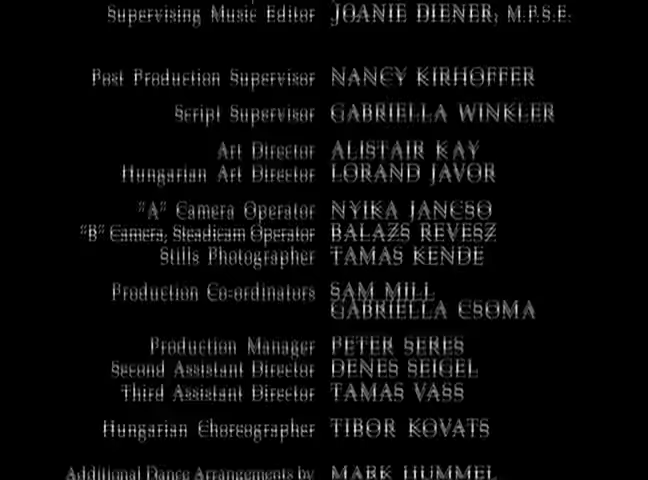 Supervising Music Editor JOANIE DIENER, M.P.S.E.
Post Production Supervisor NANCY KIRHOFFER
Script Supervisor GABRIELLA WINKLER
Art Director ALISTAIR KAY
Hungarian Art Director LORAND JAVOR
"A" Camera Operator NYIKA JANCSO
"B" Camera, Steadicam Operator BALAZS REVESZ
Stills Photographer TAMAS KENDE
Production Co-ordinators SAM MILL
GABRIELLA CSOMA
Production Manager PETER SERES
Second Assistant Director DENES SEIGEL
Third Assistant Director TAMAS VASS
Hungarian Choreographer TIBOR KOVATS
Additional Dance Arrangements by MARK HUMMEL